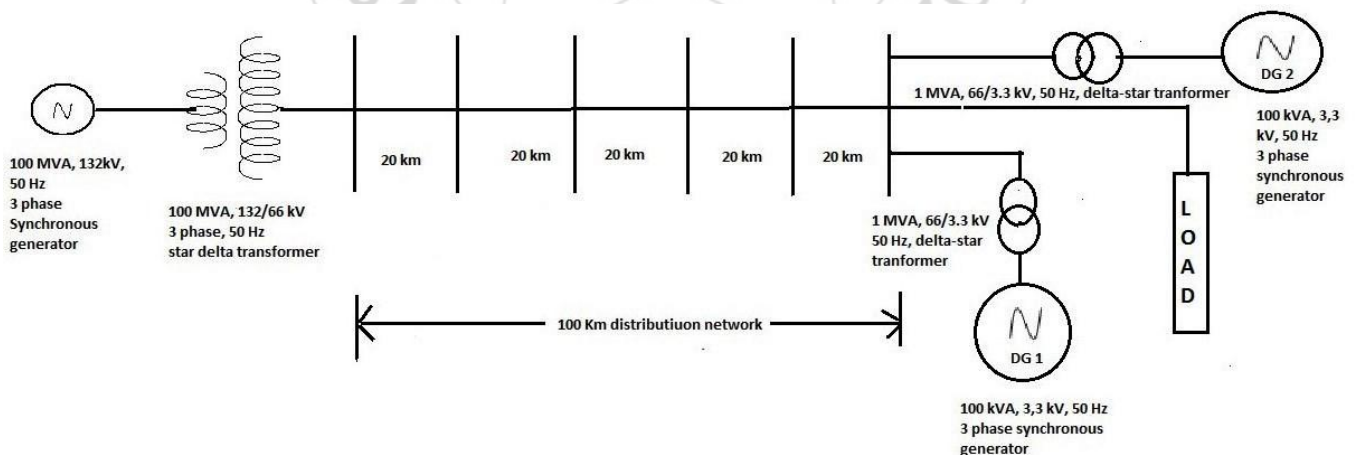 100 MVA, 132kV,
50 Hz
3 phase
Synchronous
generator
100 MVA, 132/66 kV
3 phase, 50 Hz
star delta transformer
20 km
20 km
20 km
20 km
20 km
100 Km distributiuon network
1 MVA, 66/3.3 kV, 50 Hz, delta-star tranformer
DG 2
100 kVA, 3,3
kV, 50 Hz
3 phase
synchronous
generator
1 MVA, 66/3.3 kV
50 Hz, delta-star
tranformer
DG 1
100 kVA, 3,3 kV, 50 Hz
3 phase synchronous
generator
L
O
A
D